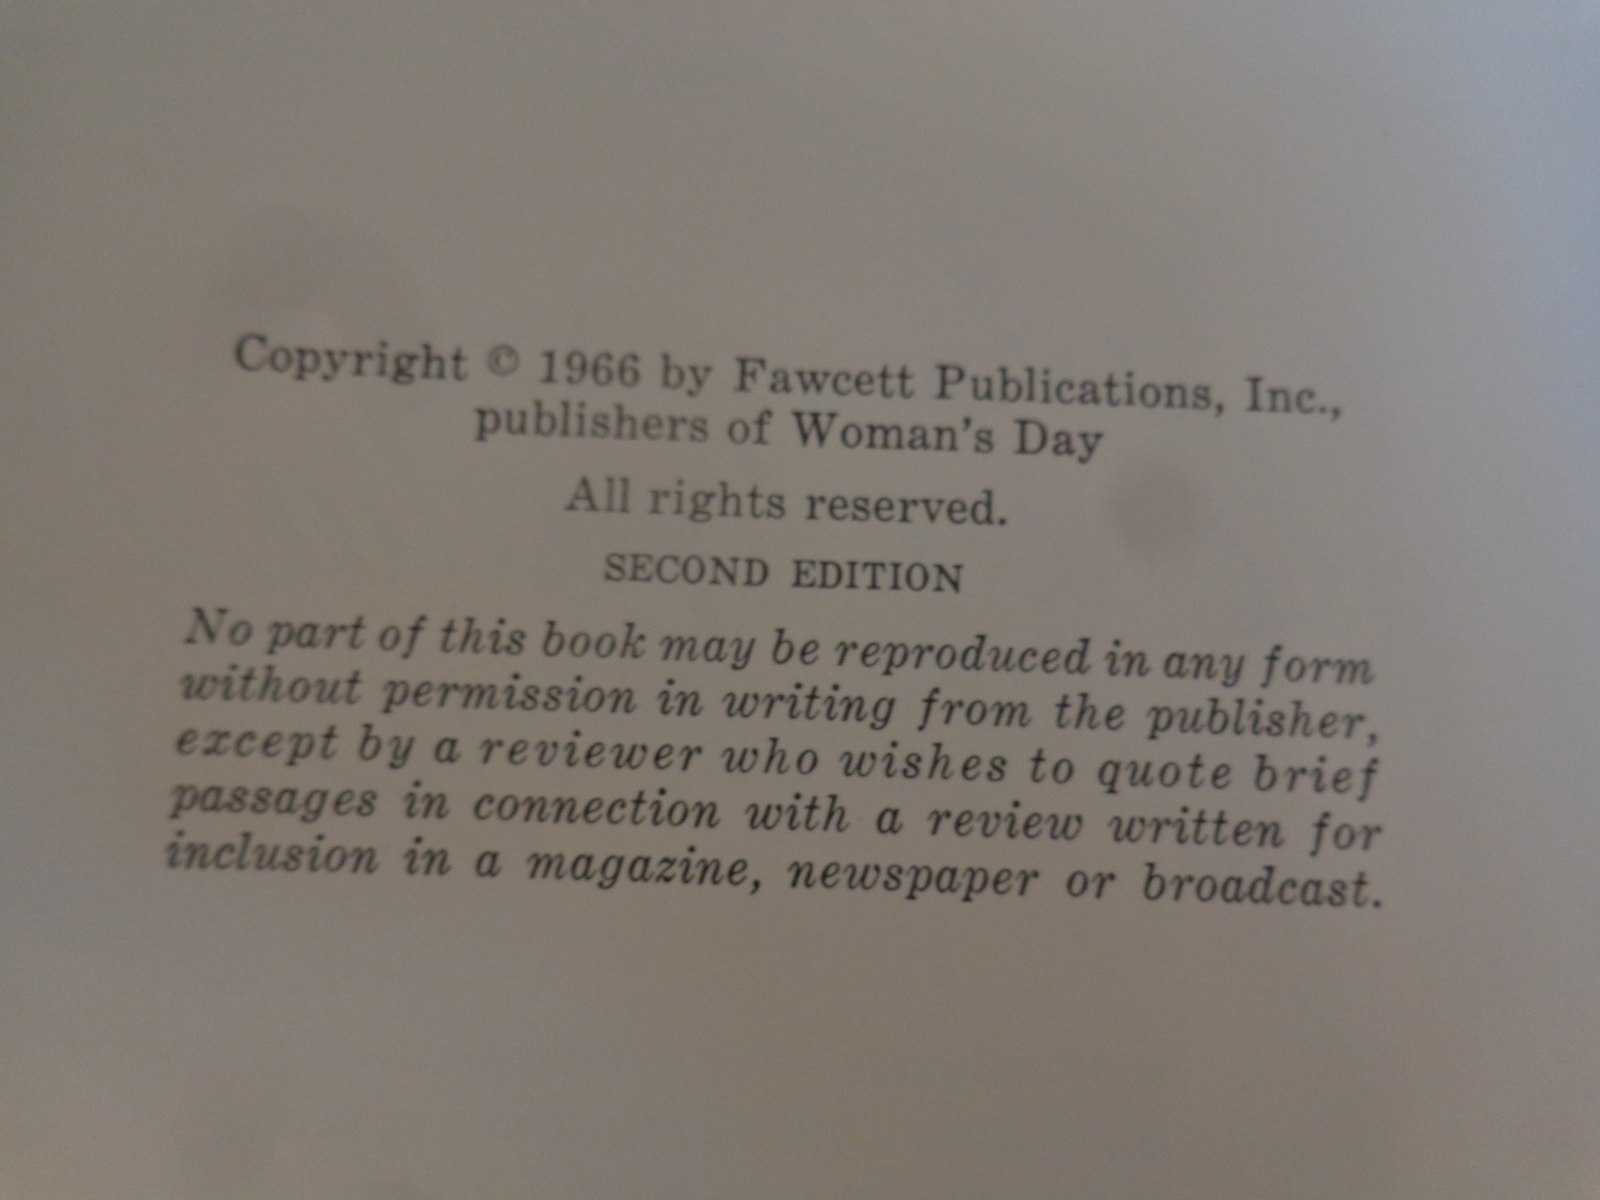 Copyright © 1966 by Fawcett Publications, Inc.,
publishers of Woman's Day
All rights reserved.
SECOND EDITION
No part of this book may be reproduced in any form
without permission in writing from the publisher,
except by a reviewer who wishes to quote brief
passages in connection with a review written for
inclusion in a magazine, newspaper or broadcast.